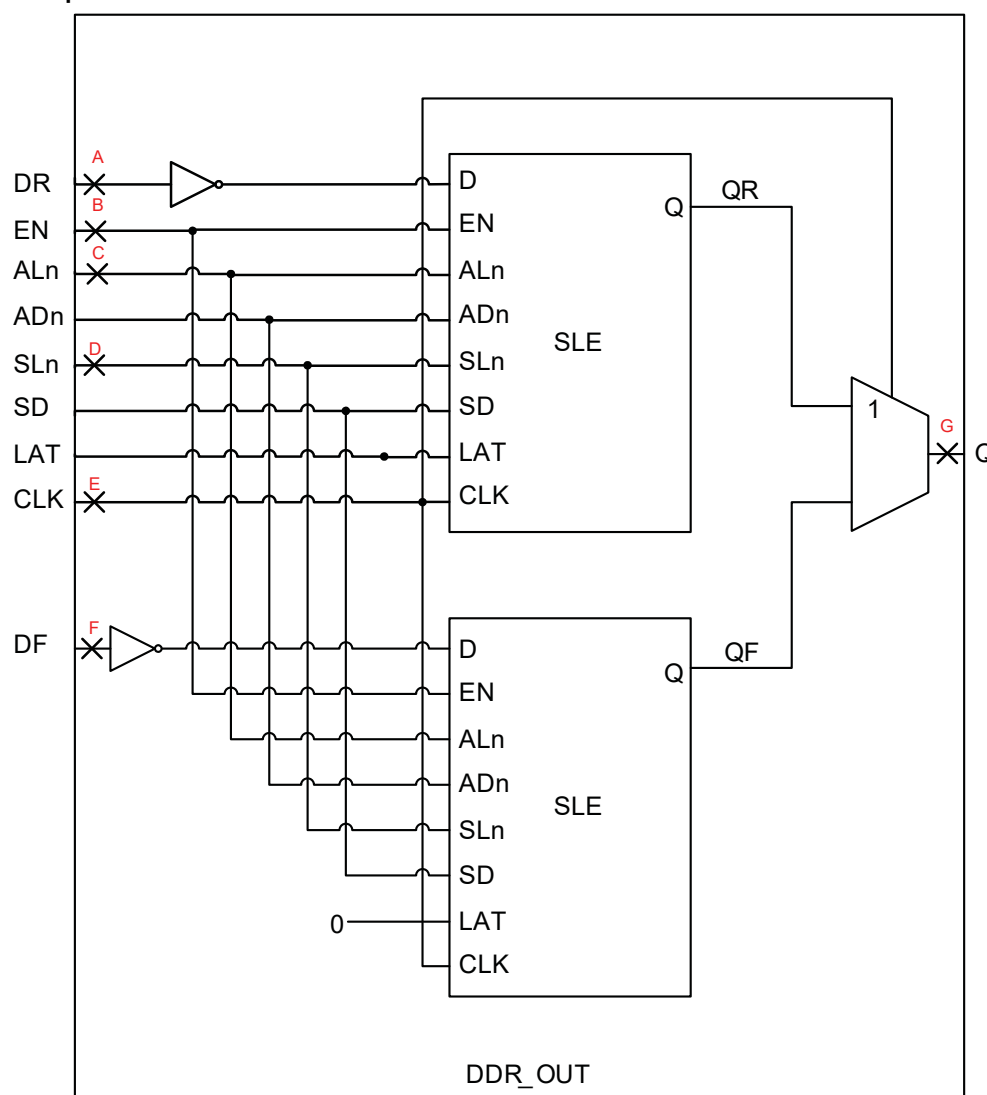 A
DR
D
Q
QR
B
EN
EN
C
ALn
ALn
ADn
ADn
SLE
D
SLn
SLn
SD
SD
1
LAT
LAT
G
Q
E
CLK
CLK
F
DF
D
Q
QF
EN
ALn
ADn
SLE
SLn
SD
0
LAT
CLK
DDR_OUT